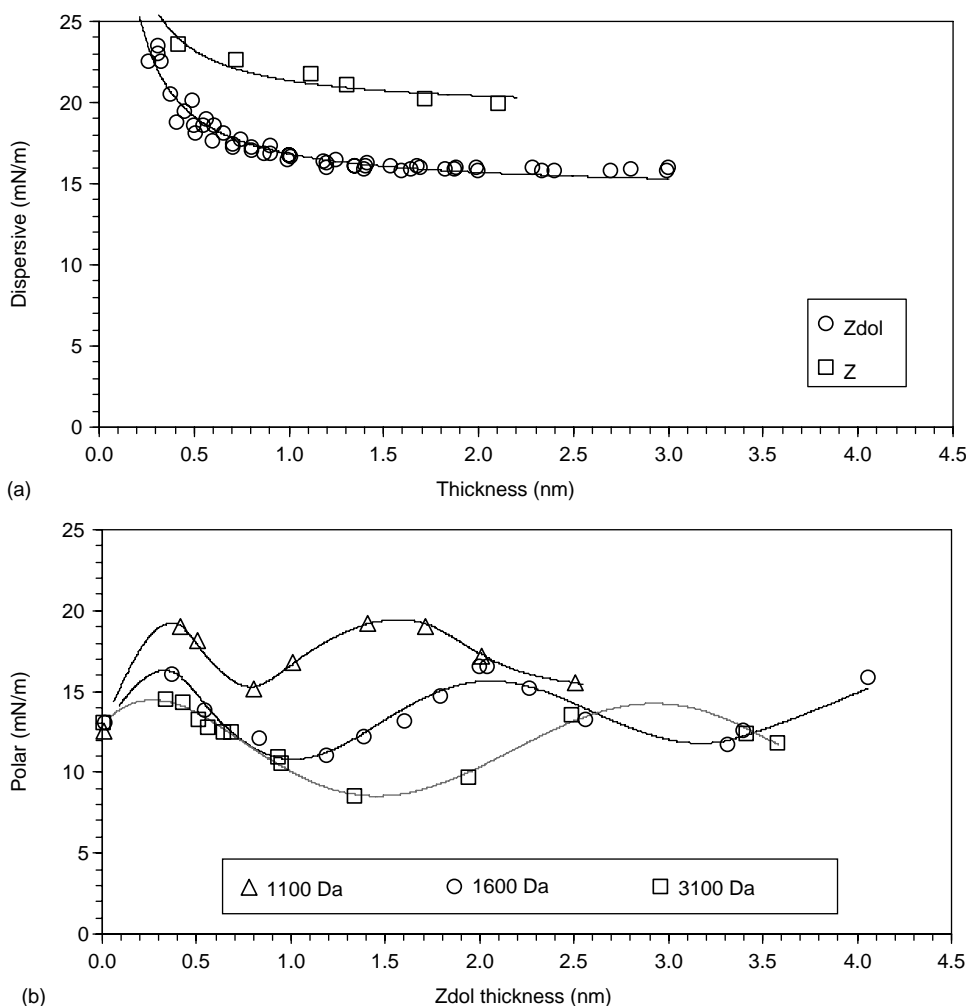 25
20
15
10
5
0
Dispersive (mN/m)
Zdol
Z
0.0 0.5 1.0 1.5 2.0 2.5 3.0 3.5 4.0 4.5
Thickness (nm)
(a)
25
20
15
10
5
0
Polar (mN/m)
1100 Da 1600 Da 3100 Da
0.0 0.5 1.0 1.5 2.0 2.5 3.0 3.5 4.0 4.5
Zdol thickness (nm)
(b)